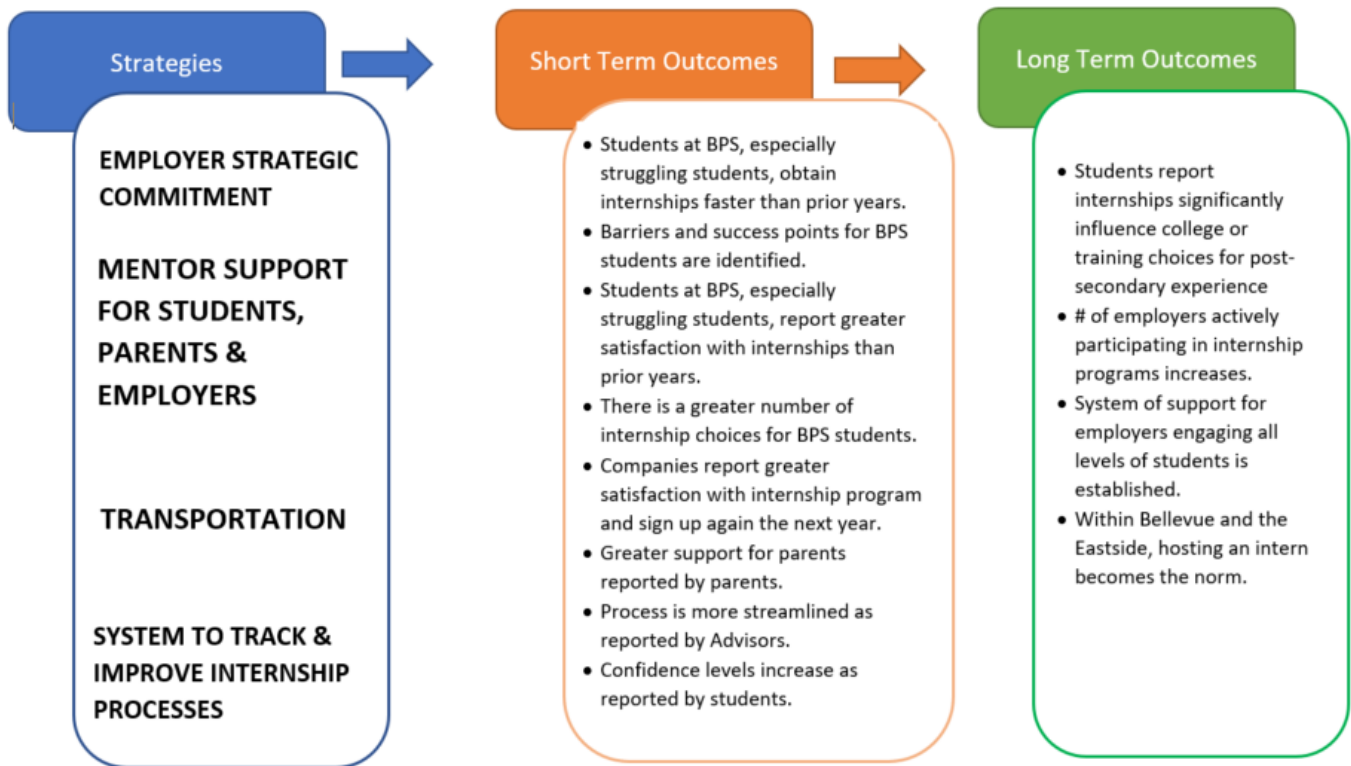 Strategies
EMPLOYER STRATEGIC
COMMITMENT
MENTOR SUPPORT
FOR STUDENTS,
PARENTS &
EMPLOYERS
TRANSPORTATION
SYSTEM TO TRACK &
IMPROVE INTERNSHIP
PROCESSES
Short Term Outcomes
• Students at BPS, especially
struggling students, obtain
internships faster than prior years.
• Barriers and success points for BPS
students are identified.
• Students at BPS, especially
struggling students, report greater
satisfaction with internships than
prior years.
• There is a greater number of
internship choices for BPS students.
• Companies report greater
satisfaction with internship program
and sign up again the next year.
• Greater support for parents
reported by parents.
• Process is more streamlined as
reported by Advisors.
• Confidence levels increase as
reported by students.
Long Term Outcomes
• Students report
internships significantly
influence college or
training choices for post-
secondary experience
• # of employers actively
participating in internship
programs increases.
• System of support for
employers engaging all
levels of students is
established.
• Within Bellevue and the
Eastside, hosting an intern
becomes the norm.